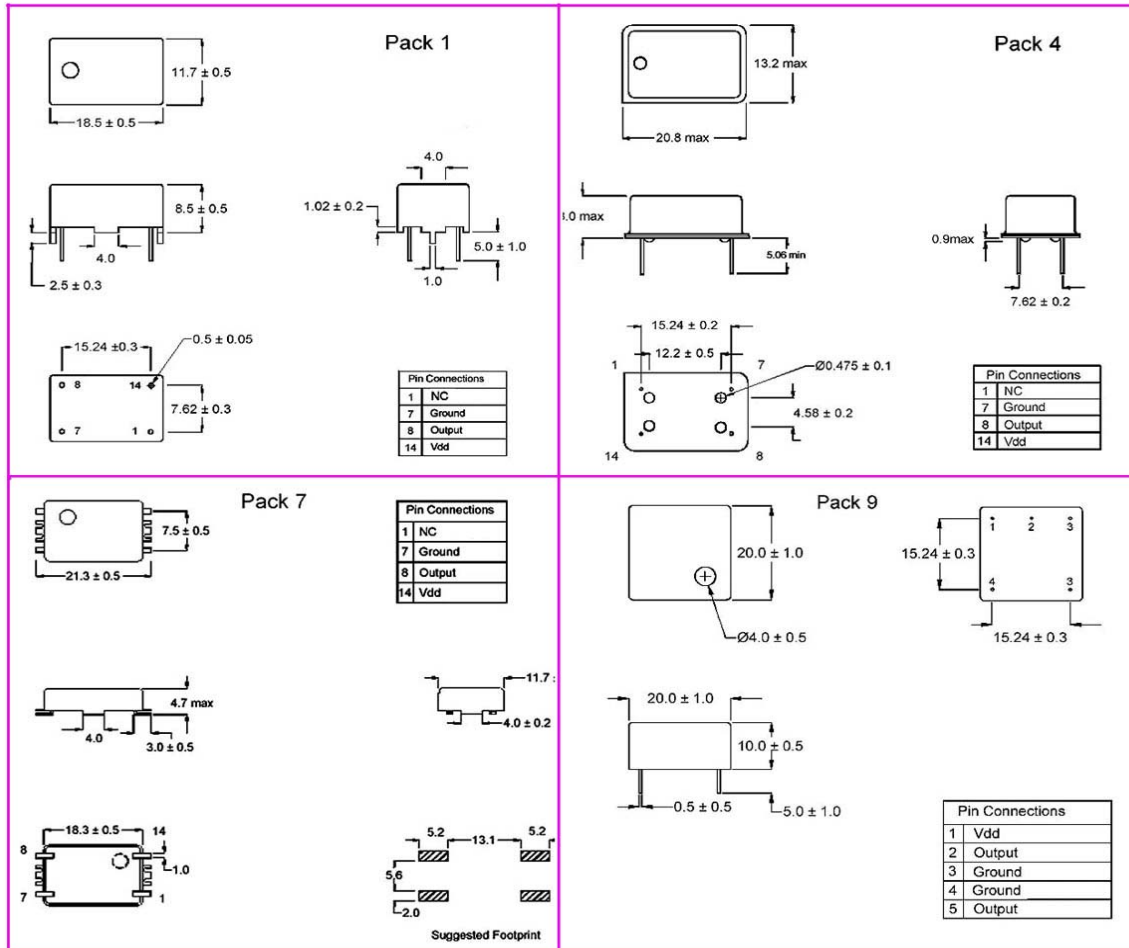 Pack 1
11.7 ± 0.5
18.5 ± 0.5
4.0
8.5 ± 0.5
1.02 ± 0.2
4.0
5.0 ± 1.0
2.5 ± 0.3
1.0
15.24 ±0.3
0.5 ± 0.05
8
14
7.62 ± 0.3
7
1
Pin Connections
1 NC
7 Ground
8 Output
14 Vdd
Pack 4
13.2 max
20.8 max
.0 max
5.06 min
0.9max
7.62 ± 0.2
15.24 ± 0.2
12.2 ± 0.5
1
7
Ø0.475 ± 0.1
4.58 ± 0.2
14
8
Pin Connections
1 NC
7 Ground
8 Output
14 Vdd
Pack 7
7.5 ± 0.5
21.3 ± 0.5
Pin Connections
1 NC
7 Ground
8 Output
14 Vdd
4.7 max
4.0
3.0 ± 0.5
11.7
4.0 ± 0.2
18.3 ± 0.5
14
8
1.0
7
1
5.2
13.1
5.2
5.6
2.0
Suggested Footprint
Pack 9
20.0 ± 1.0
Ø4.0 ± 0.5
1 2 3
15.24 ± 0.3
4 3
15.24 ± 0.3
20.0 ± 1.0
10.0 ± 0.5
0.5 ± 0.5
5.0 ± 1.0
Pin Connections
1 Vdd
2 Output
3 Ground
4 Ground
5 Output